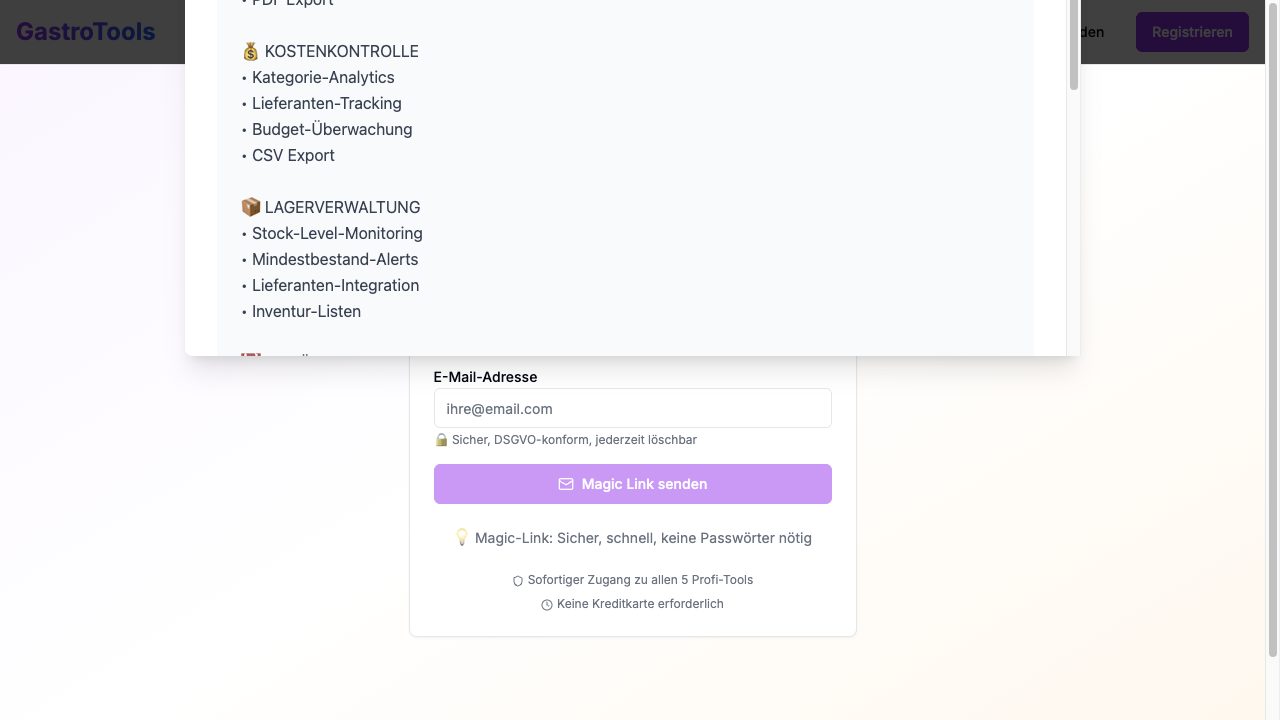 GastroTools
den
Registrieren
• PDF Export
💰 KOSTENKONTROLLE
• Kategorie-Analytics
• Lieferanten-Tracking
• Budget-Überwachung
• CSV Export
📦 LAGERVERWALTUNG
• Stock-Level-Monitoring
• Mindestbestand-Alerts
• Lieferanten-Integration
• Inventur-Listen
E-Mail-Adresse
ihre@email.com
🔒 Sicher, DSGVO-konform, jederzeit löschbar
Magic Link senden
💡 Magic-Link: Sicher, schnell, keine Passwörter nötig
Sofortiger Zugang zu allen 5 Profi-Tools
Keine Kreditkarte erforderlich